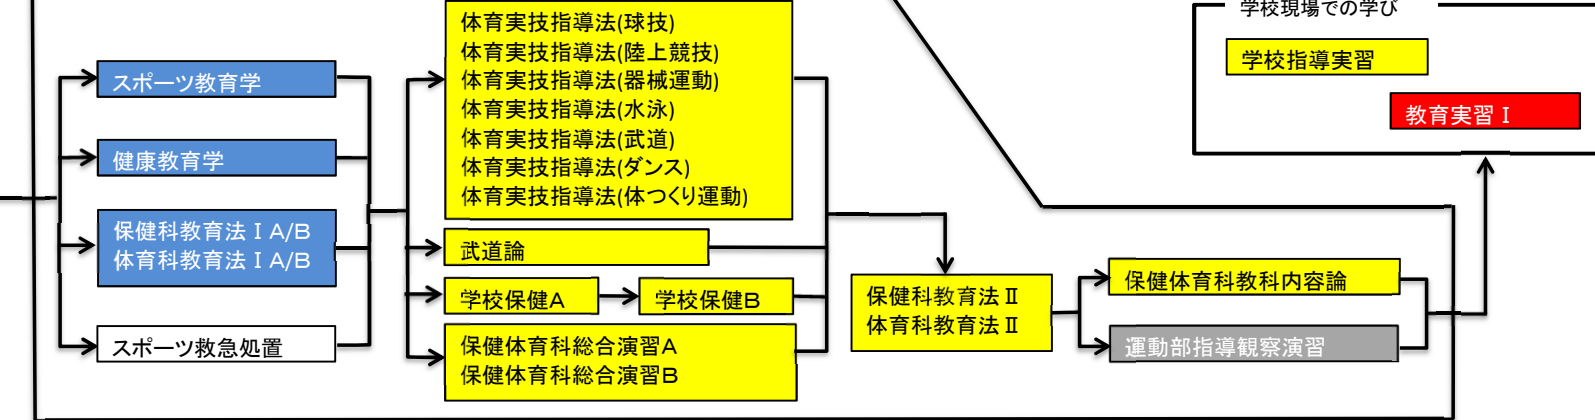 スポーツ教育学
健康教育学
保健科教育法ⅠA/B
体育科教育法ⅠA/B
スポーツ救急処置
体育実技指導法(球技)
体育実技指導法(陸上競技)
体育実技指導法(器械運動)
体育実技指導法(水泳)
体育実技指導法(武道)
体育実技指導法(ダンス)
体育実技指導法(体つくり運動)
武道論
学校保健A
学校保健B
保健体育科総合演習A
保健体育科総合演習B
保健科教育法Ⅱ
体育科教育法Ⅱ
保健体育科教科内容論
運動部指導観察演習
学校現場での学び
学校指導実習
教育実習Ⅰ